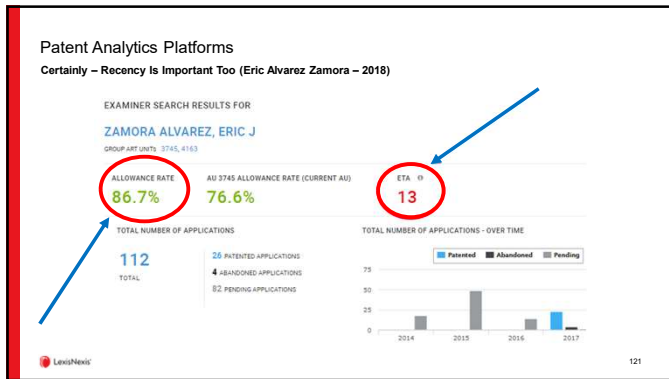 Patent Analytics Platforms
Certainly – Recency Is Important Too (Eric Alvarez Zamora – 2018)
EXAMINER SEARCH RESULTS FOR
ZAMORA ALVAREZ, ERIC J
GROUP ART UNITS 3745, 4163
ALLOWANCE RATE AU 3745 ALLOWANCE RATE (CURRENT AU) ETA
86.7% 76.6% 13
TOTAL NUMBER OF APPLICATIONS TOTAL NUMBER OF APPLICATIONS - OVER TIME
112
TOTAL
26 PATENTED APPLICATIONS
4 ABANDONED APPLICATIONS
82 PENDING APPLICATIONS
Patented Abandoned Pending
75
50
25
0
2014 2015 2016 2017
LexisNexis
121